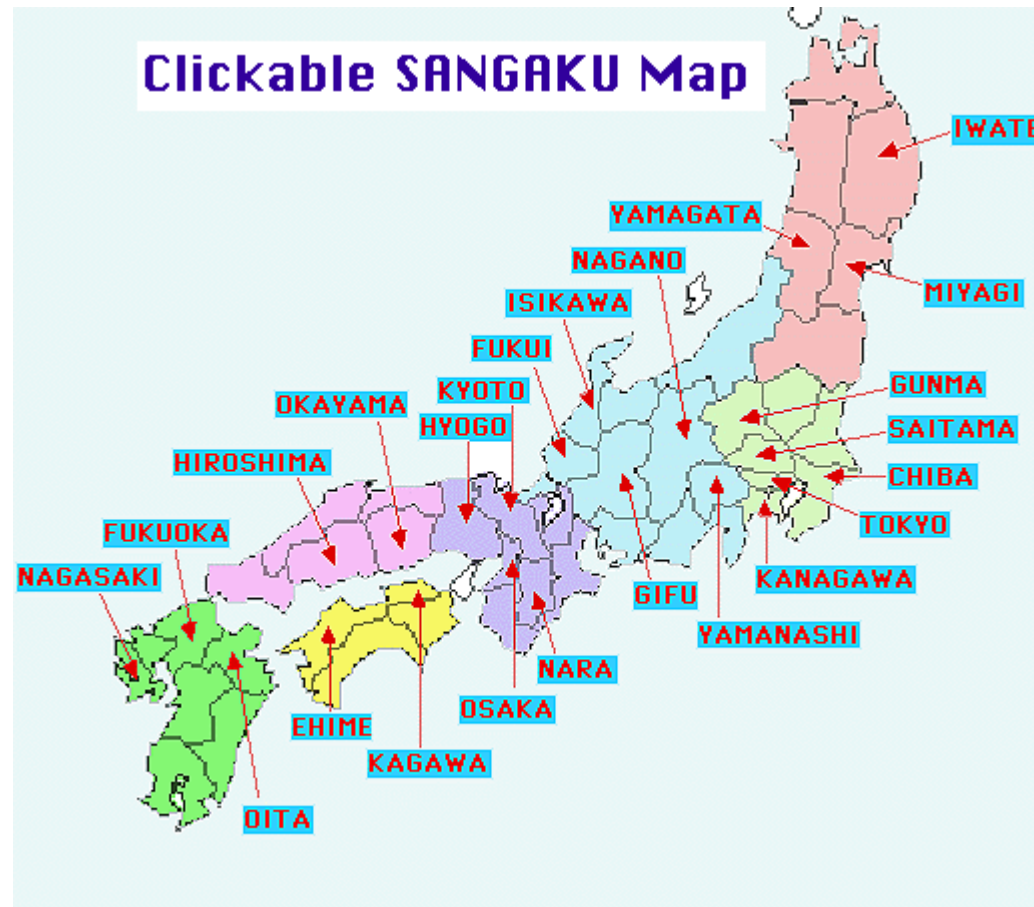 Clickable SANGAKU Map
IWATE
YAMAGATA
NAGANO
MIYAGI
ISIKAWA
FUKUI
KYOTO
GUNMA
OKAYAMA
HYOGO
SAITAMA
HIROSHIMA
CHIBA
TOKYO
FUKUOKA
NAGASAKI
KANAGAWA
GIFU
YAMANASHI
NARA
OSAKA
EHIME
KAGAWA
OITA